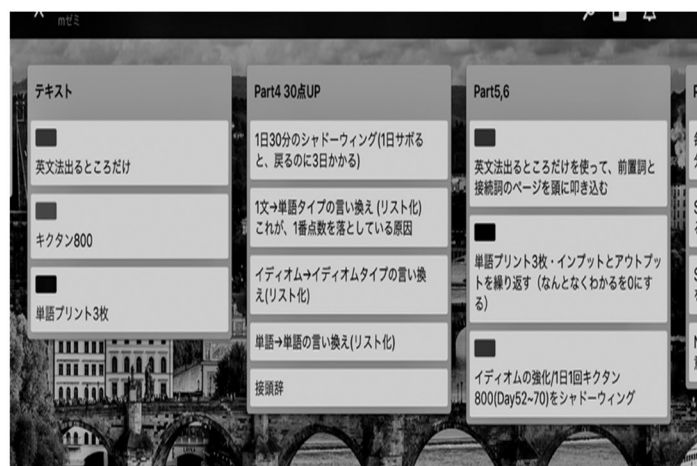 mゼミ
テキスト
英文法出るところだけ
キクタン800
単語プリント3枚
Part4 30点UP
1日30分のシャドーウィング(1日サボる
と、戻るのに3日かかる)
1文→単語タイプの言い換え (リスト化)
これが、1番点数を落としている原因
イディオム→イディオムタイプの言い換
え(リスト化)
単語→単語の言い換え(リスト化)
接頭辞
Part5,6
英文法出るところだけを使って、前置詞と
接続詞のページを頭に叩き込む
単語プリント3枚・インプットとアウトプッ
トを繰り返す（なんとなくわかるを0にす
る）
イディオムの強化/1日1回キクタン
800(Day52~70)をシャドーウィング